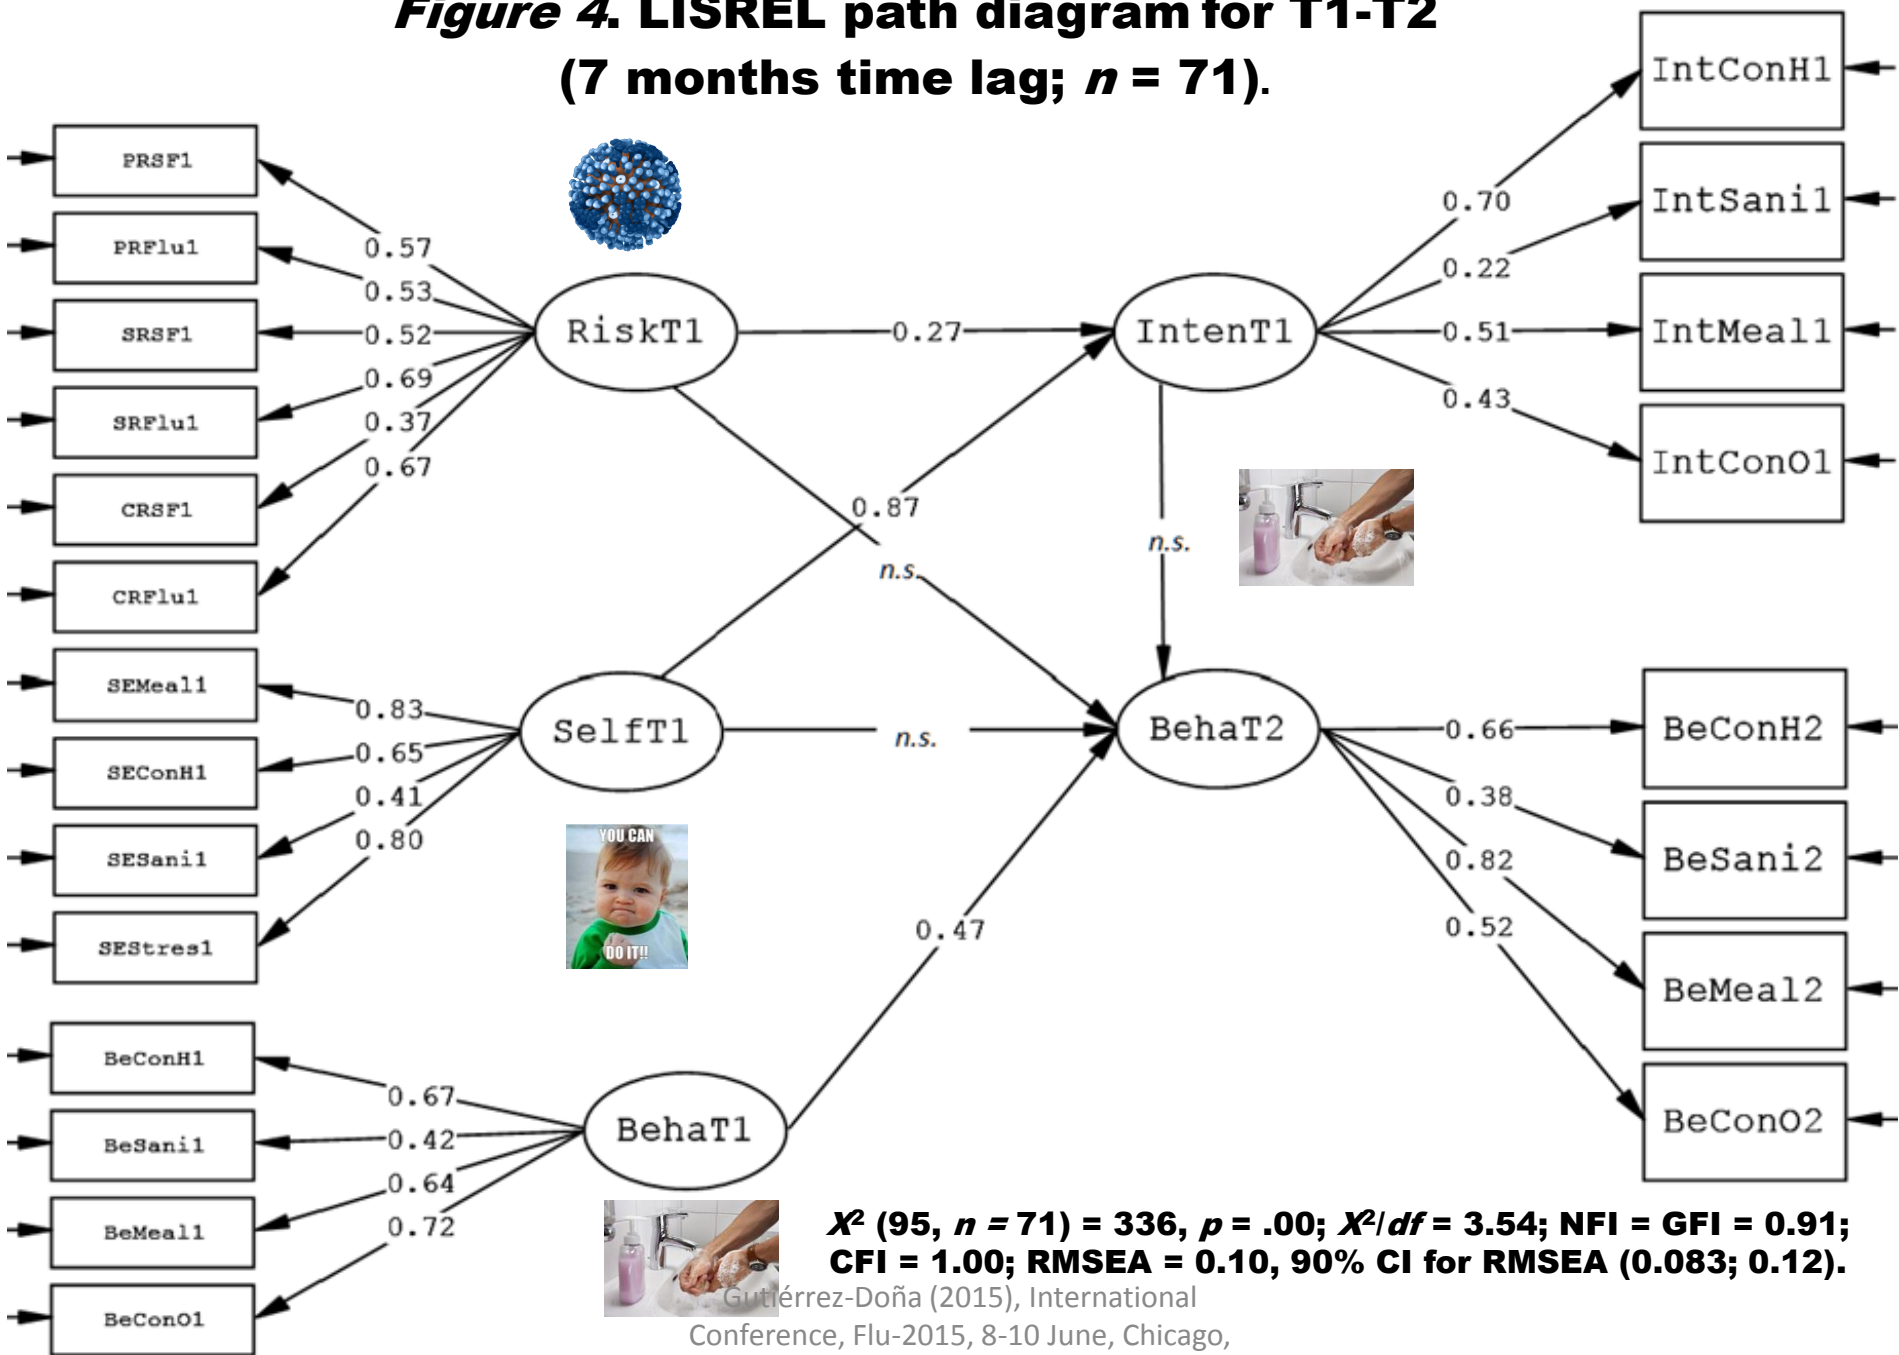 Figure 4. LISREL path diagram for T1-T2
(7 months time lag; n = 71).
PRSF1
PRFlu1
SRSF1
SRFlu1
CRSF1
CRFlu1
0.57
0.53
0.52
0.69
0.37
0.67
RiskT1
0.27
IntenT1
0.70
0.22
0.51
0.43
IntConH1
IntSani1
IntMeal1
IntConO1
0.87
n.s.
n.s.
SEMeal1
SEConH1
SESani1
SEStres1
0.83
0.65
0.41
0.80
SelfT1
n.s.
BehaT2
0.66
0.38
0.82
0.52
BeConH2
BeSani2
BeMeal2
BeConO2
YOU CAN
DO IT!!
0.47
BeConH1
BeSani1
BeMeal1
BeConO1
0.67
0.42
0.64
0.72
BehaT1
X² (95, n = 71) = 336, p = .00; X²/df = 3.54; NFI = GFI = 0.91;
CFI = 1.00; RMSEA = 0.10, 90% CI for RMSEA (0.083; 0.12).
Gutiérrez-Doña (2015), International
Conference, Flu-2015, 8-10 June, Chicago,